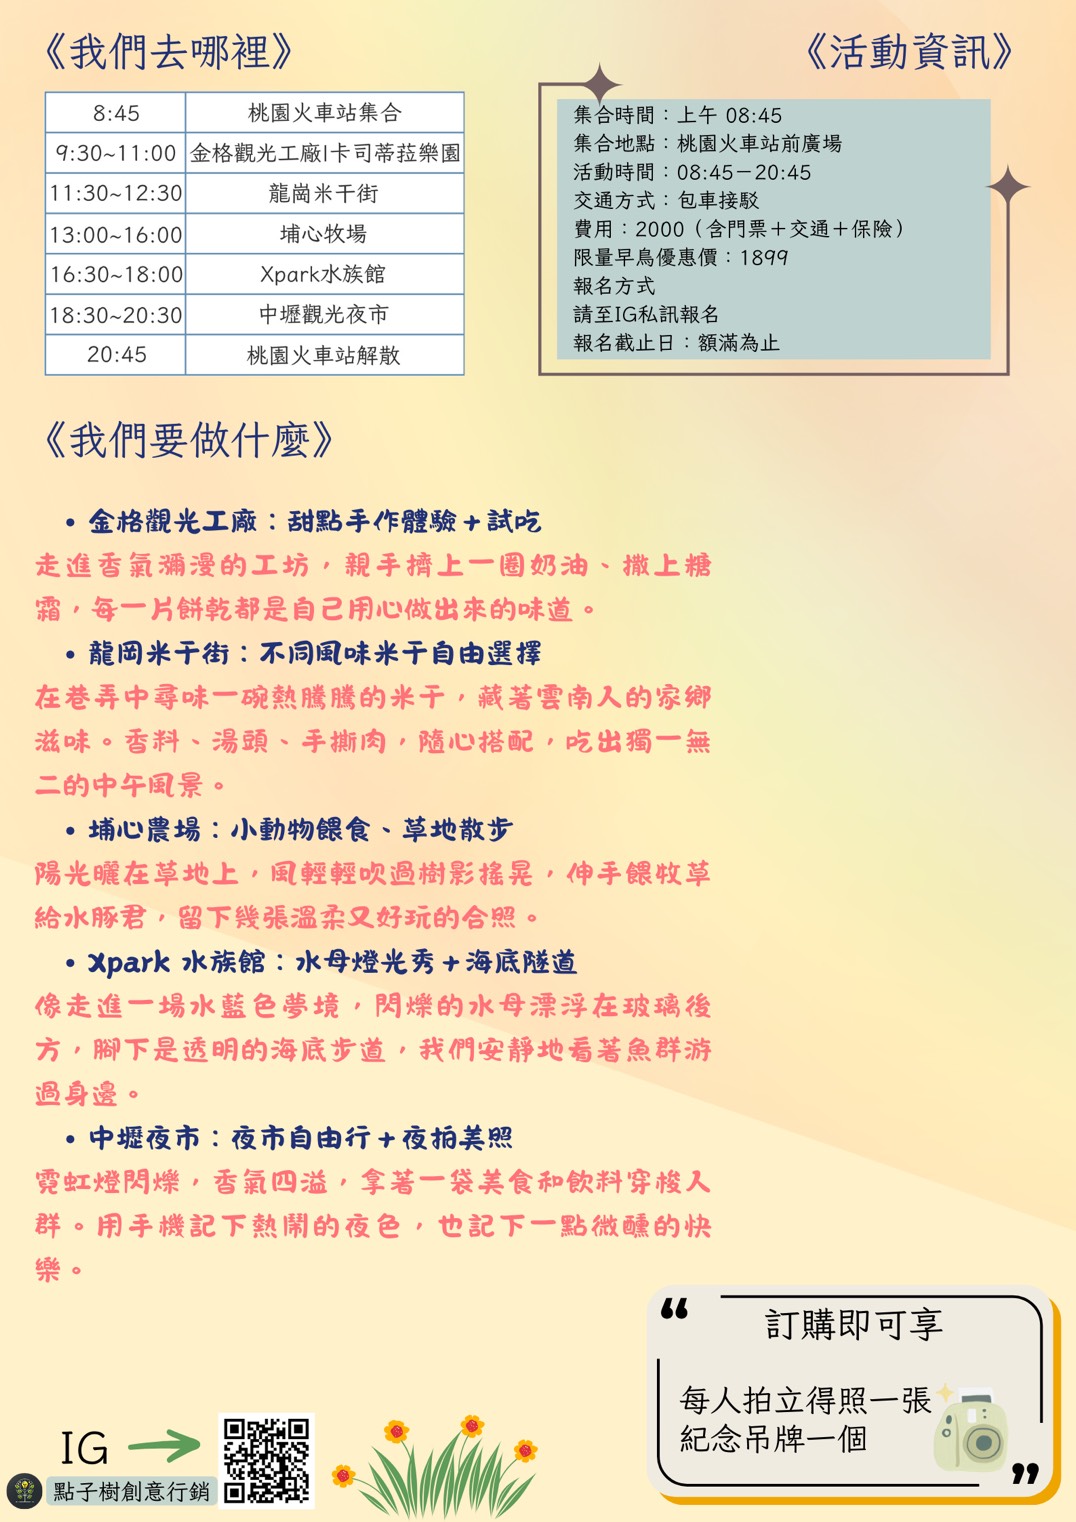 《我們去哪裡》
8:45 桃園火車站集合
9:30~11:00 金格觀光工廠|卡司蒂菈樂園
11:30~12:30 龍崗米干街
13:00~16:00 埔心牧場
16:30~18:00 Xpark水族館
18:30~20:30 中壢觀光夜市
20:45 桃園火車站解散
《活動資訊》
集合時間：上午 08:45
集合地點：桃園火車站前廣場
活動時間：08:45－20:45
交通方式：包車接駁
費用：2000（含門票＋交通＋保險）
限量早鳥優惠價：1899
報名方式
請至IG私訊報名
報名截止日：額滿為止
《我們要做什麼》
• 金格觀光工廠：甜點手作體驗＋試吃
走進香氣瀰漫的工坊，親手擠上一圈奶油、撒上糖
霜，每一片餅乾都是自己用心做出來的味道。
• 龍岡米干街：不同風味米干自由選擇
在巷弄中尋味一碗熱騰騰的米干，藏著雲南人的家鄉
滋味。香料、湯頭、手撕肉，隨心搭配，吃出獨一無
二的中午風景。
• 埔心農場：小動物餵食、草地散步
陽光曬在草地上，風輕輕吹過樹影搖晃，伸手餵牧草
給水豚君，留下幾張溫柔又好玩的合照。
• Xpark 水族館：水母燈光秀＋海底隧道
像走進一場水藍色夢境，閃爍的水母漂浮在玻璃後
方，腳下是透明的海底步道，我們安靜地看著魚群游
過身邊。
• 中壢夜市：夜市自由行＋夜拍美照
霓虹燈閃爍，香氣四溢，拿著一袋美食和飲料穿梭人
群。用手機記下熱鬧的夜色，也記下一點微醺的快
樂。
“
訂購即可享
每人拍立得照一張
紀念吊牌一個
”
IG
點子樹創意行銷